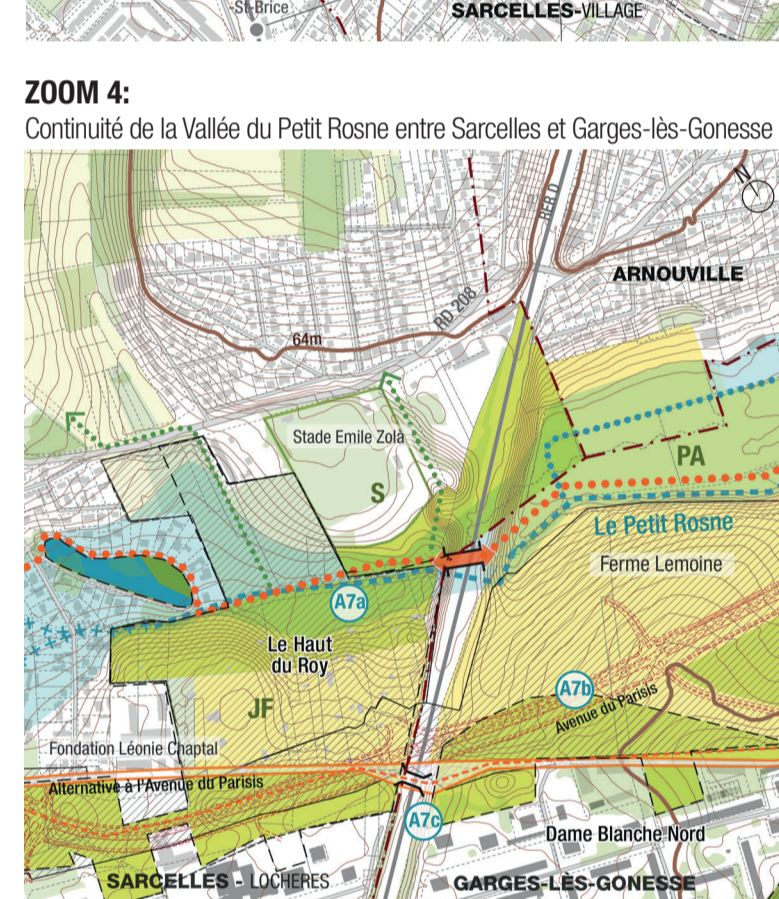 -St-Brice
SARCELLES-VILLAGE
ZOOM 4:
Continuité de la Vallée du Petit Rosne entre Sarcelles et Garges-lès-Gonesse
N
RER D
ARNOUVILLE
RD 208
64m
Stade Emile Zola
S
PA
Le Petit Rosne
Ferme Lemoine
A7a
Le Haut
du Roy
A7b
JF
Avenue du Parisis
Fondation Léonie Chaptal
Alternative à l'Avenue du Parisis
A7c
Dame Blanche Nord
SARCELLES - LOCHERES
GARGES-LÈS-GONESSE